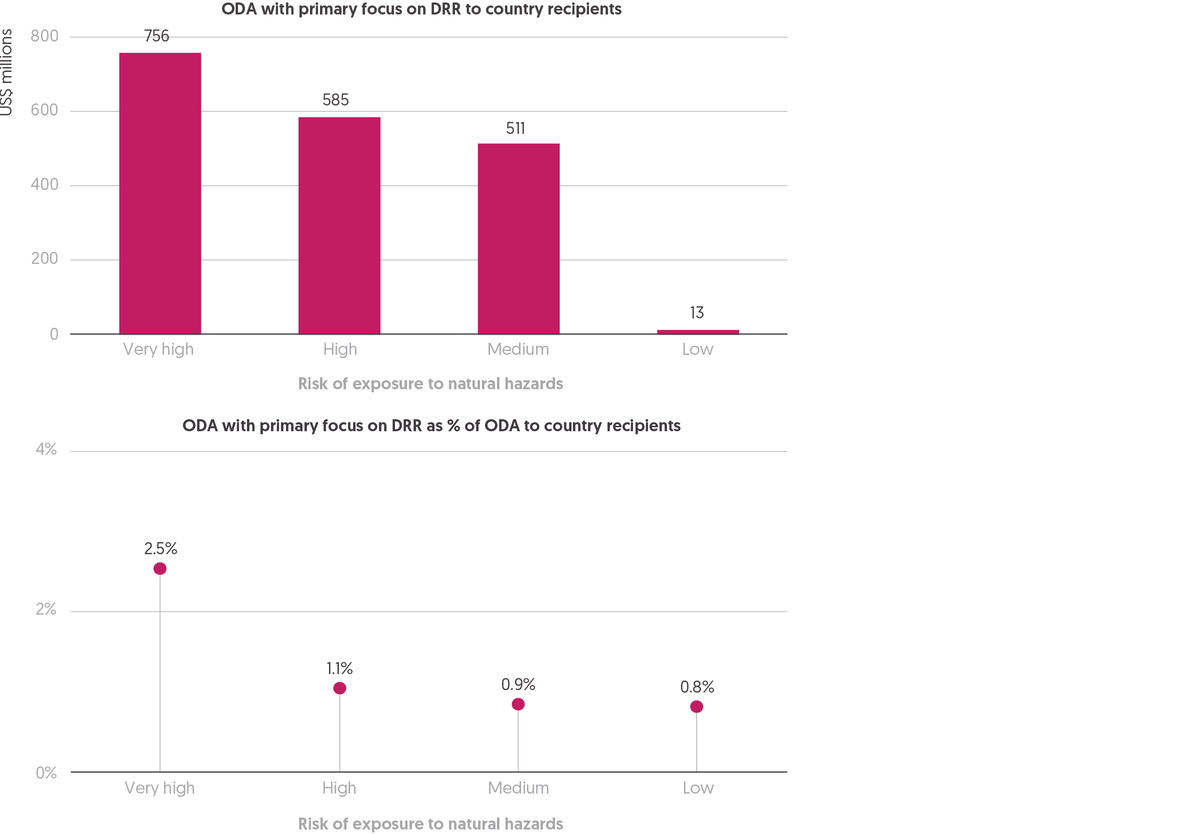 ODA with primary focus on DRR to country recipients
US$ millions
800
756
600
585
511
400
200
13
0
Very high
High
Medium
Low
Risk of exposure to natural hazards
ODA with primary focus on DRR as % of ODA to country recipients
4%
2.5%
2%
1.1%
0.9%
0.8%
0%
Very high
High
Medium
Low
Risk of exposure to natural hazards